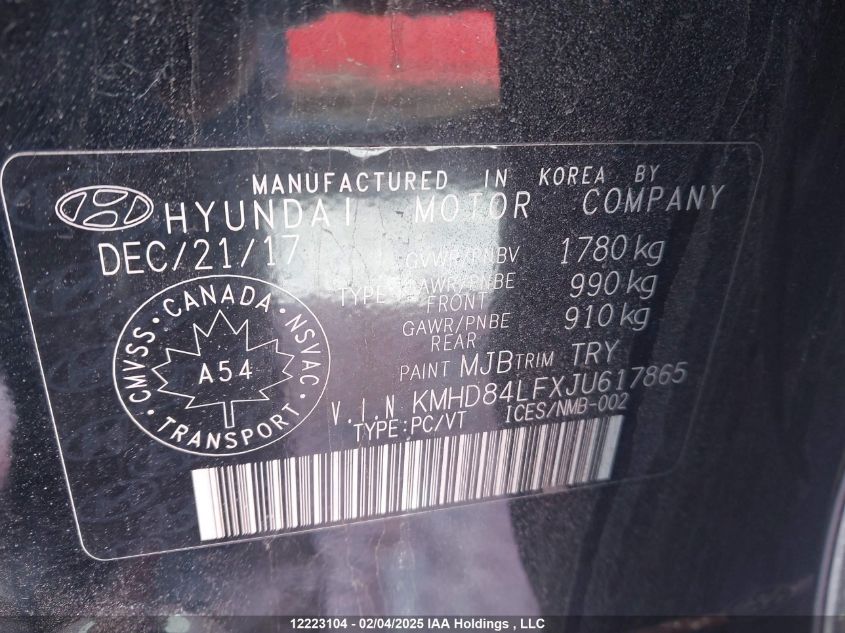 MANUFACTURED IN KOREA BY
HYUNDAI MOTOR COMPANY
DEC/21/17 GVWR/PNBV 1780 kg
TYPE: GAWR/PNBE FRONT 990 kg
GAWR/PNBE REAR 910 kg
PAINT MJB TRIM TRY
V.I.N KMHD84LFXJU617865
TYPE: PC/VT ICES/NMB-002
CANADA
CMVSS · NSVAC
A54
TRANSPORT
12223104 - 02/04/2025 IAA Holdings , LLC